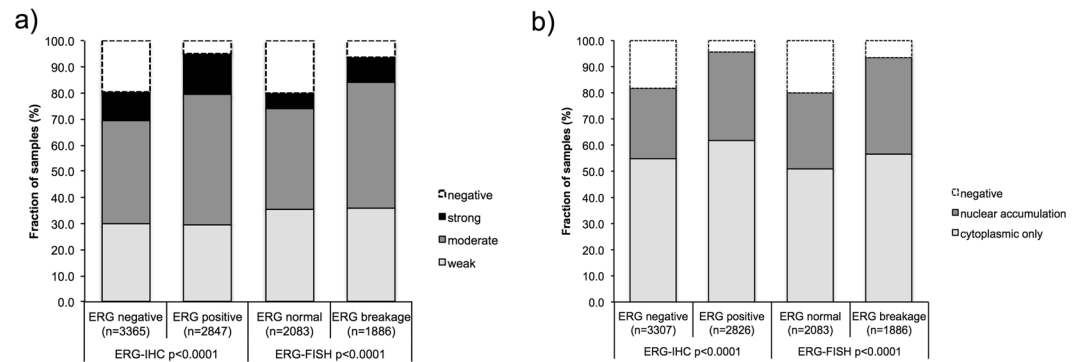 a)
100.0
90.0
80.0
70.0
60.0
50.0
40.0
30.0
20.0
10.0
0.0
Fraction of samples (%)
negative
strong
moderate
weak
ERG negative ERG positive ERG normal ERG breakage
(n=3365) (n=2847) (n=2083) (n=1886)
ERG-IHC p<0.0001 ERG-FISH p<0.0001
b)
100.0
90.0
80.0
70.0
60.0
50.0
40.0
30.0
20.0
10.0
0.0
Fraction of samples (%)
negative
nuclear accumulation
cytoplasmic only
ERG negative ERG positive ERG normal ERG breakage
(n=3307) (n=2826) (n=2083) (n=1886)
ERG-IHC p<0.0001 ERG-FISH p<0.0001